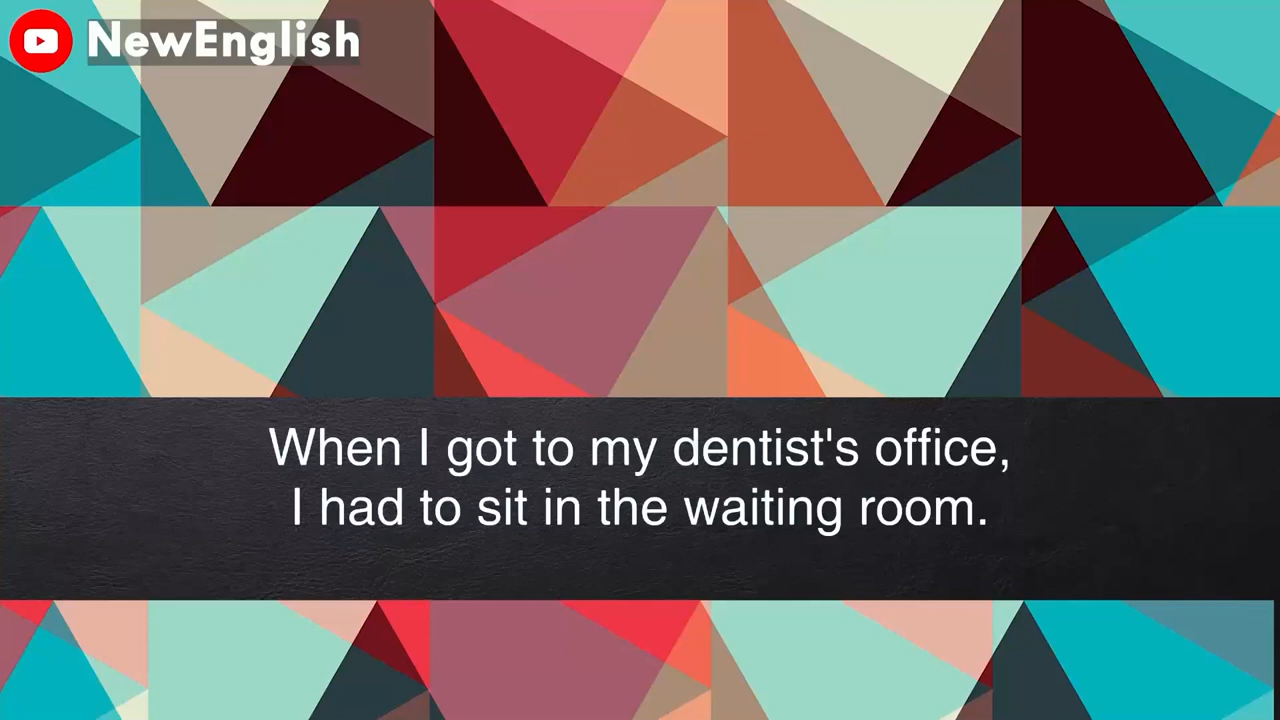 NewEnglish
When I got to my dentist's office,
I had to sit in the waiting room.